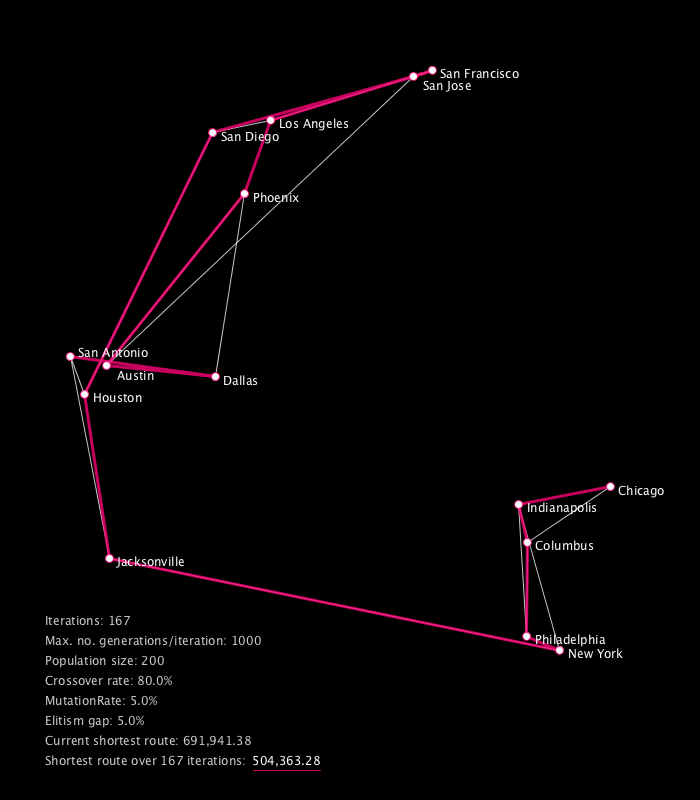 San Francisco
San Jose
Los Angeles
San Diego
Phoenix
San Antonio
Austin
Dallas
Houston
Chicago
Indianapolis
Columbus
Jacksonville
Philadelphia
New York
Iterations: 167
Max. no. generations/iteration: 1000
Population size: 200
Crossover rate: 80.0%
MutationRate: 5.0%
Elitism gap: 5.0%
Current shortest route: 691,941.38
Shortest route over 167 iterations: 504,363.28